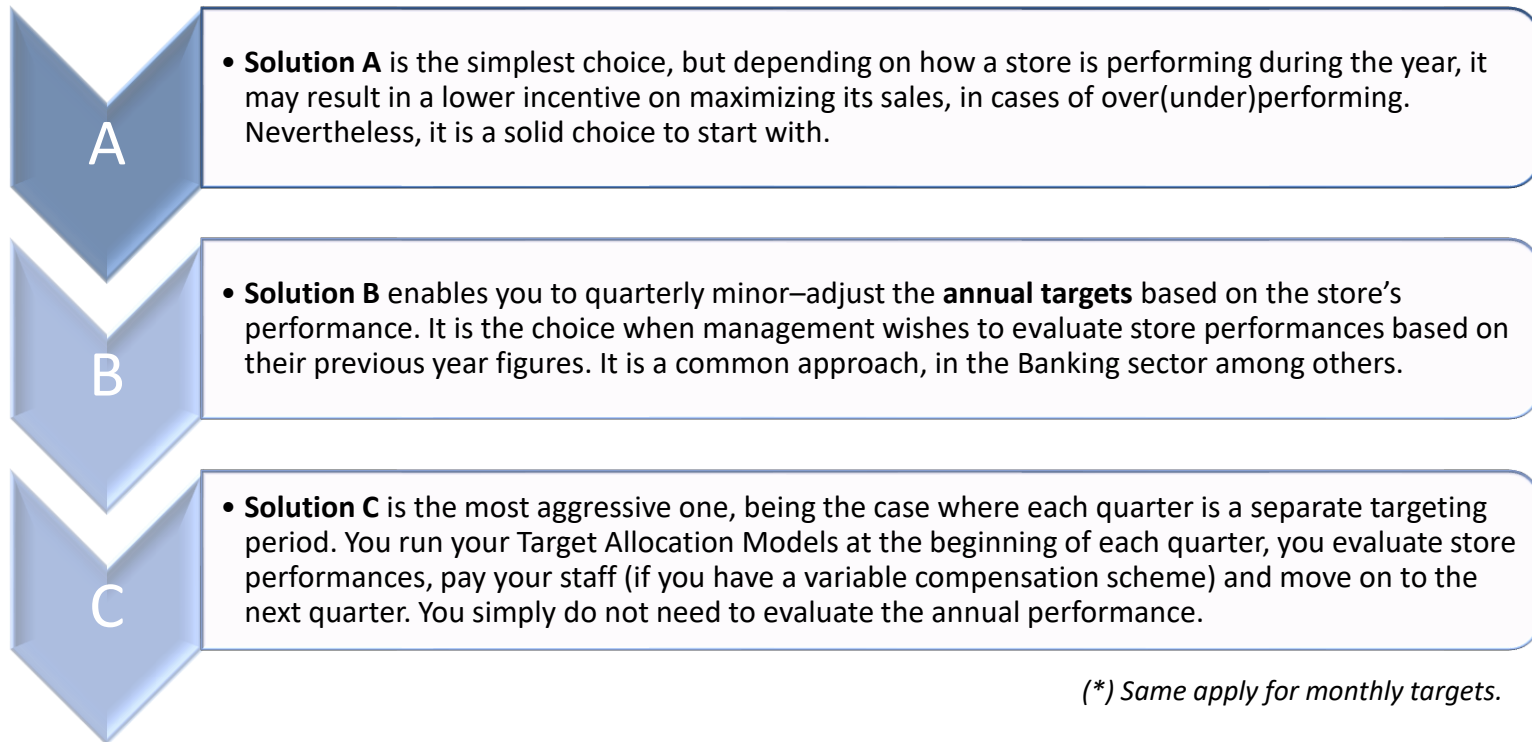 A
• Solution A is the simplest choice, but depending on how a store is performing during the year, it
may result in a lower incentive on maximizing its sales, in cases of over(under)performing.
Nevertheless, it is a solid choice to start with.
B
• Solution B enables you to quarterly minor–adjust the annual targets based on the store’s
performance. It is the choice when management wishes to evaluate store performances based on
their previous year figures. It is a common approach, in the Banking sector among others.
C
• Solution C is the most aggressive one, being the case where each quarter is a separate targeting
period. You run your Target Allocation Models at the beginning of each quarter, you evaluate store
performances, pay your staff (if you have a variable compensation scheme) and move on to the
next quarter. You simply do not need to evaluate the annual performance.
(*) Same apply for monthly targets.